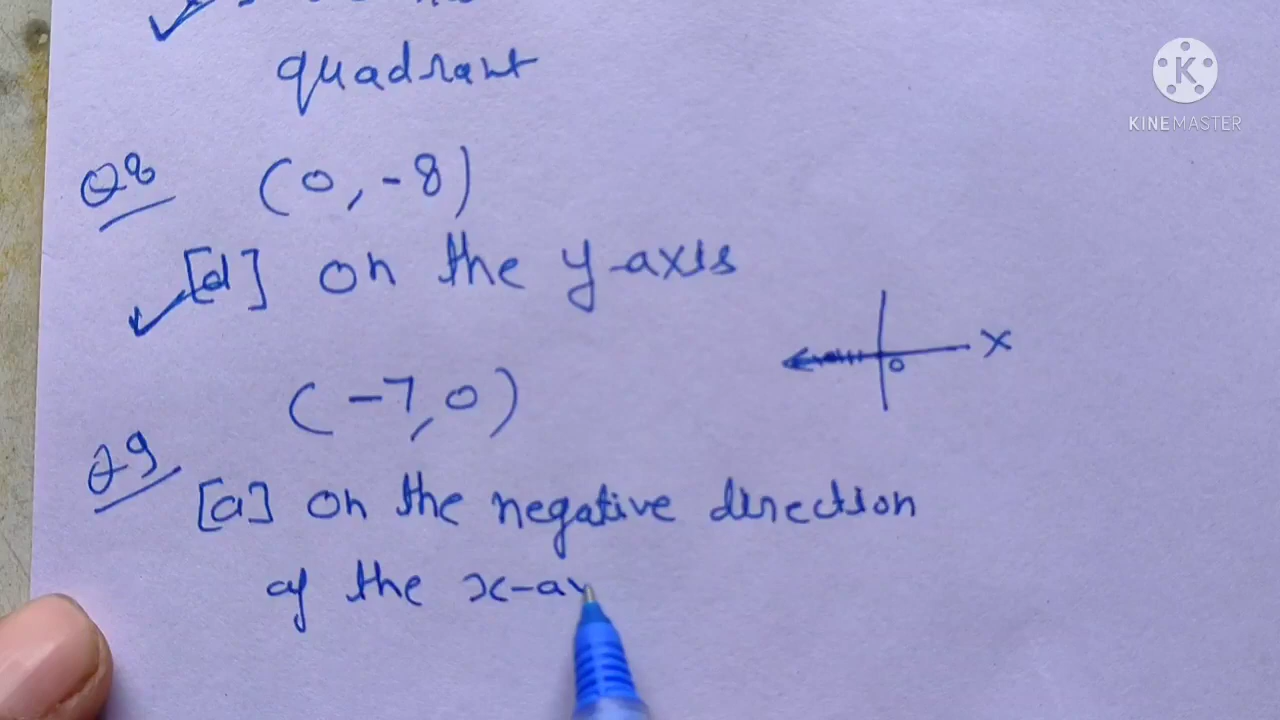 quadrant
Q8 (0, -8)
[d] on the y-axis
X
0
(-7, 0)
Q9
[a] on the negative direction
of the x-ax
K
KINEMASTER